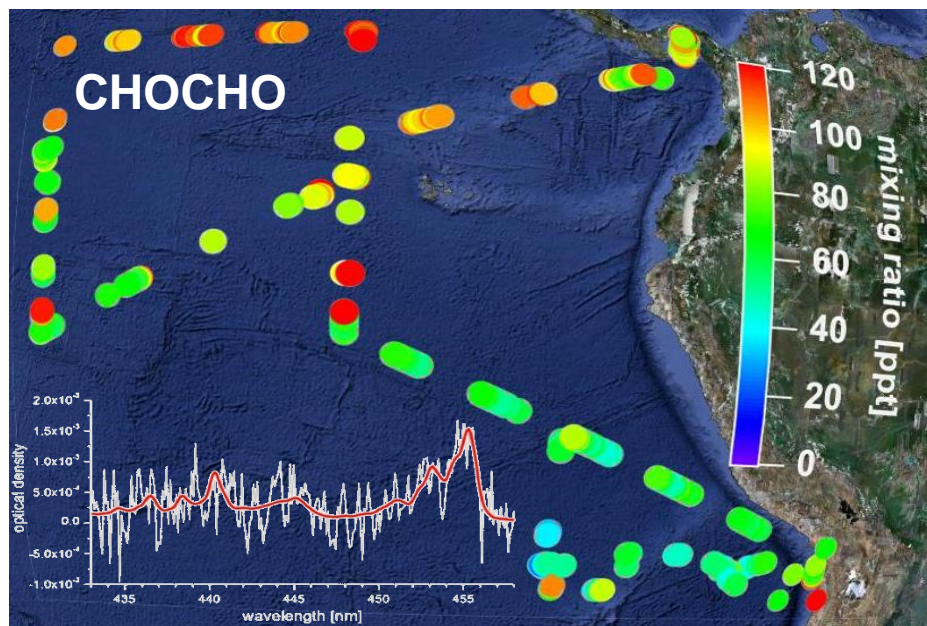 CHOCHO
120
100
80
60
40
20
0
mixing ratio [ppt]
2.0x10⁻³
1.5x10⁻³
1.0x10⁻³
5.0x10⁻⁴
0.0
-5.0x10⁻⁴
-1.0x10⁻³
optical density
435
440
445
450
455
wavelength [nm]